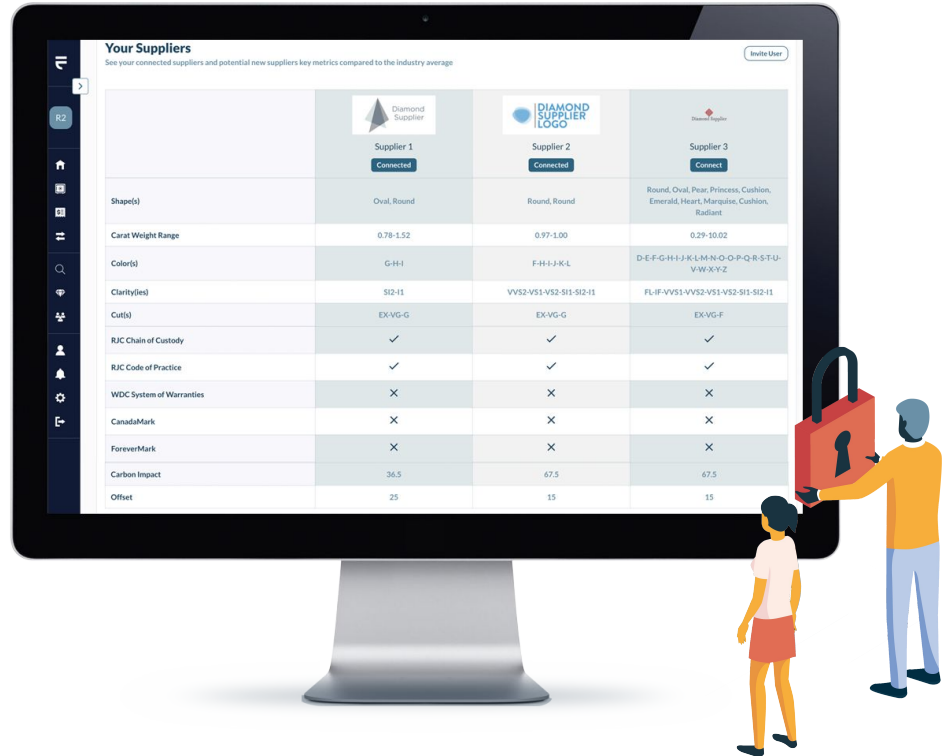 Your Suppliers
See your connected suppliers and potential new suppliers key metrics compared to the industry average
Invite User
R2
Diamond
Supplier
DIAMOND
SUPPLIER
LOGO
Diamond Supplier
Supplier 1
Supplier 2
Supplier 3
Connected
Connected
Connect
Shape(s)
Oval, Round
Round, Round
Round, Oval, Pear, Princess, Cushion,
Emerald, Heart, Marquise, Cushion,
Radiant
Carat Weight Range
0.78-1.52
0.97-1.00
0.29-10.02
Color(s)
G-H-I
F-H-I-J-K-L
D-E-F-G-H-I-J-K-L-M-N-O-O-P-Q-R-S-T-U-
V-W-X-Y-Z
Clarity(ies)
SI2-I1
VVS2-VS1-VS2-SI1-SI2-I1
FL-IF-VVS1-VVS2-VS1-VS2-SI1-SI2-I1
Cut(s)
EX-VG-G
EX-VG-G
EX-VG-F
RJC Chain of Custody
RJC Code of Practice
WDC System of Warranties
CanadaMark
ForeverMark
Carbon Impact
36.5
67.5
67.5
Offset
25
15
15